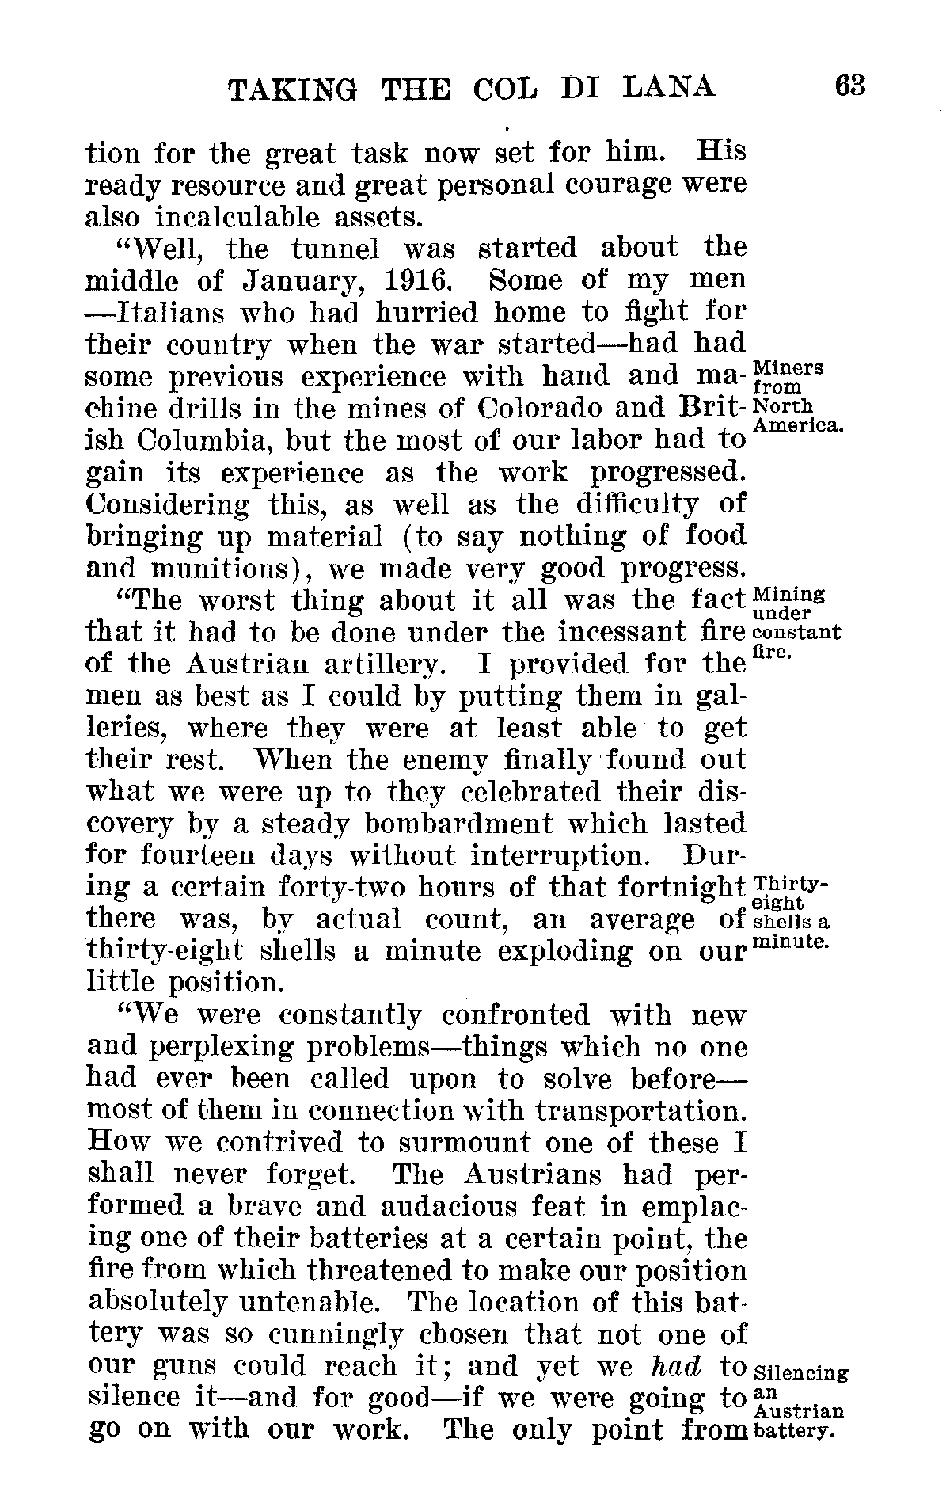 TAKING THE COL DI LANA 63
tion for the great task now set for him. His
ready resource and great personal courage were
also incalculable assets.
“Well, the tunnel was started about the
middle of January, 1916. Some of my men
—Italians who had hurried home to fight for
their country when the war started—had had
some previous experience with hand and ma-
chine drills in the mines of Colorado and Brit-
ish Columbia, but the most of our labor had to
gain its experience as the work progressed.
Considering this, as well as the difficulty of
bringing up material (to say nothing of food
and munitions), we made very good progress.
Miners
from
North
America.
“The worst thing about it all was the fact
that it had to be done under the incessant fire
of the Austrian artillery. I provided for the
men as best as I could by putting them in gal-
leries, where they were at least able to get
their rest. When the enemy finally found out
what we were up to they celebrated their dis-
covery by a steady bombardment which lasted
for fourteen days without interruption. Dur-
ing a certain forty-two hours of that fortnight
there was, by actual count, an average of
thirty-eight shells a minute exploding on our
little position.
Mining
under
constant
fire.
Thirty-
eight
shells a
minute.
“We were constantly confronted with new
and perplexing problems—things which no one
had ever been called upon to solve before—
most of them in connection with transportation.
How we contrived to surmount one of these I
shall never forget. The Austrians had per-
formed a brave and audacious feat in emplac-
ing one of their batteries at a certain point, the
fire from which threatened to make our position
absolutely untenable. The location of this bat-
tery was so cunningly chosen that not one of
our guns could reach it; and yet we had to
silence it—and for good—if we were going to
go on with our work. The only point from
Silencing
an
Austrian
battery.